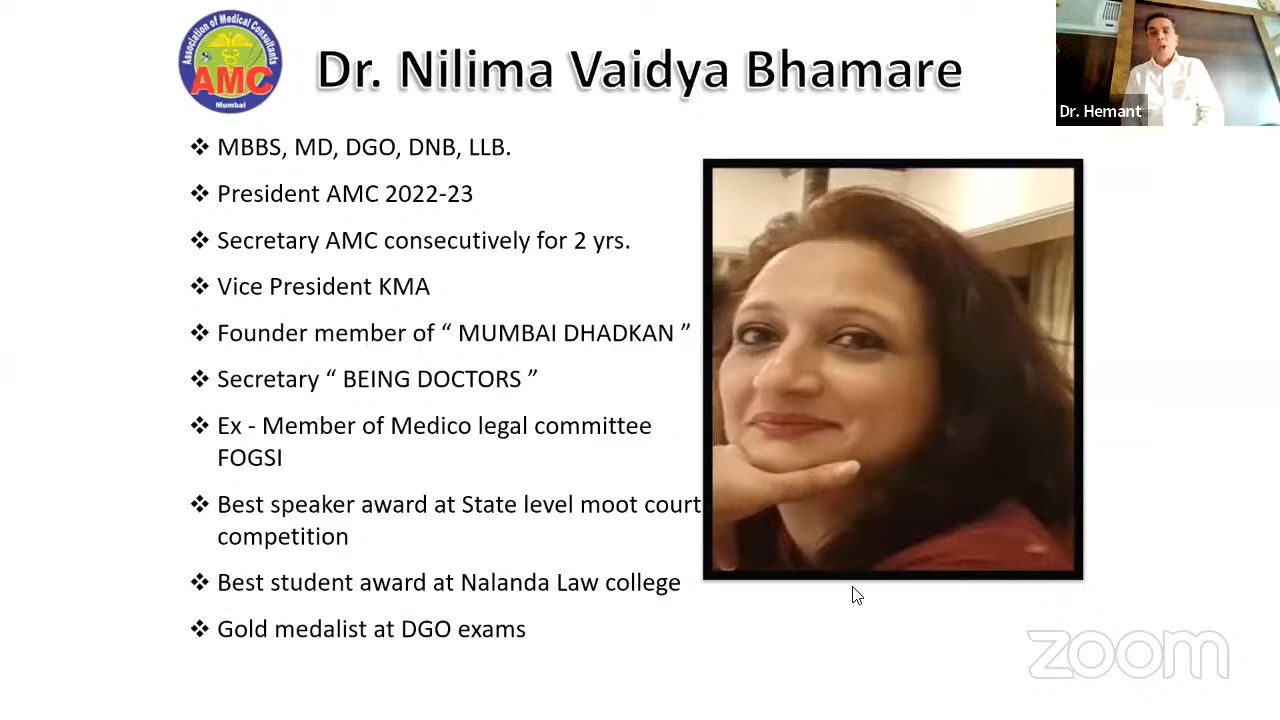 Association of Medical Consultants
AMC
Mumbai
Dr. Nilima Vaidya Bhamare
Dr. Hemant
❖ MBBS, MD, DGO, DNB, LLB.
❖ President AMC 2022-23
❖ Secretary AMC consecutively for 2 yrs.
❖ Vice President KMA
❖ Founder member of “ MUMBAI DHADKAN ”
❖ Secretary “ BEING DOCTORS ”
❖ Ex - Member of Medico legal committee
FOGSI
❖ Best speaker award at State level moot court
competition
❖ Best student award at Nalanda Law college
❖ Gold medalist at DGO exams
zoom